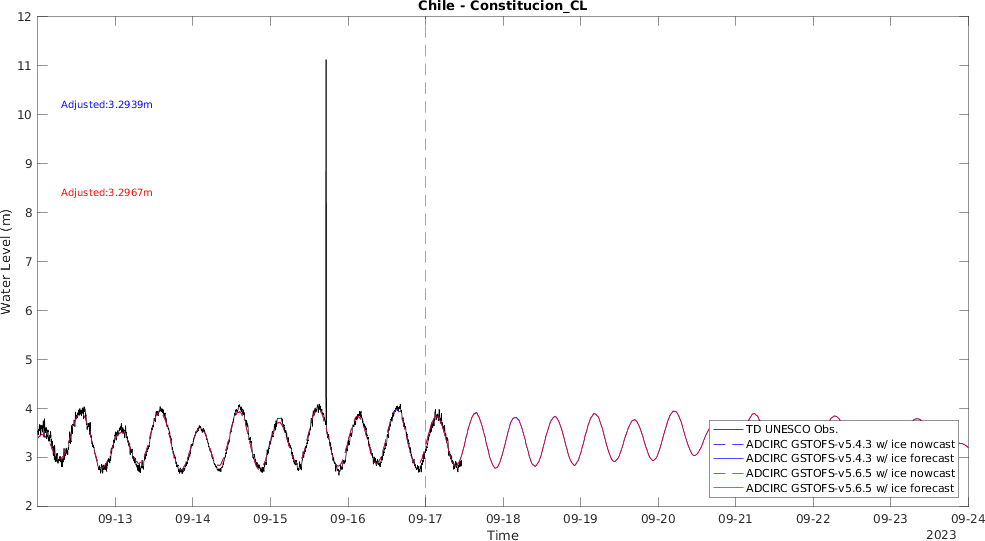 Chile - Constitucion_CL
12
11
10
9
8
7
6
5
4
3
2
Water Level (m)
Adjusted:3.2939m
Adjusted:3.2967m
TD UNESCO Obs.
ADCIRC GSTOFS-v5.4.3 w/ ice nowcast
ADCIRC GSTOFS-v5.4.3 w/ ice forecast
ADCIRC GSTOFS-v5.6.5 w/ ice nowcast
ADCIRC GSTOFS-v5.6.5 w/ ice forecast
09-13 09-14 09-15 09-16 09-17 09-18 09-19 09-20 09-21 09-22 09-23 09-24
Time
2023